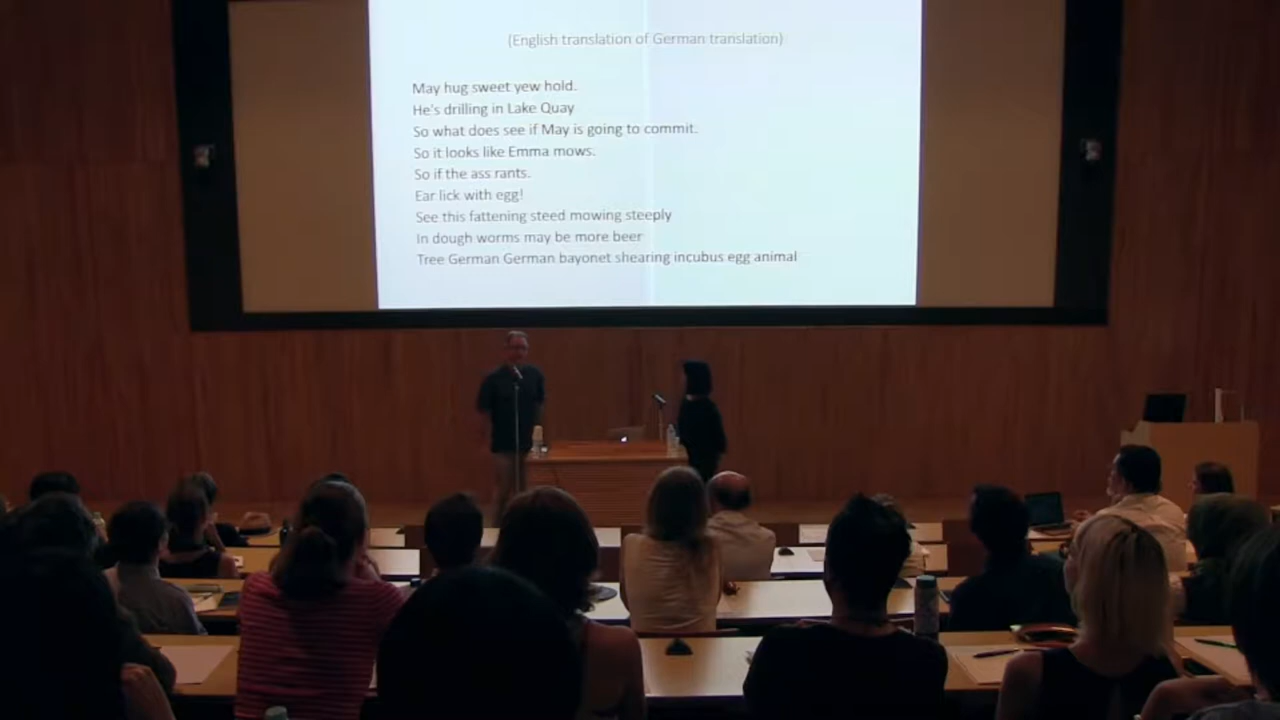 (English translation of German translation)
May hug sweet yew hold.
He's drilling in Lake Quay
So what does see if May is going to commit.
So it looks like Emma mows.
So if the ass rants.
Ear lick with egg!
See this fattening steed mowing steeply
In dough worms may be more beer
Tree German German bayonet shearing incubus egg animal